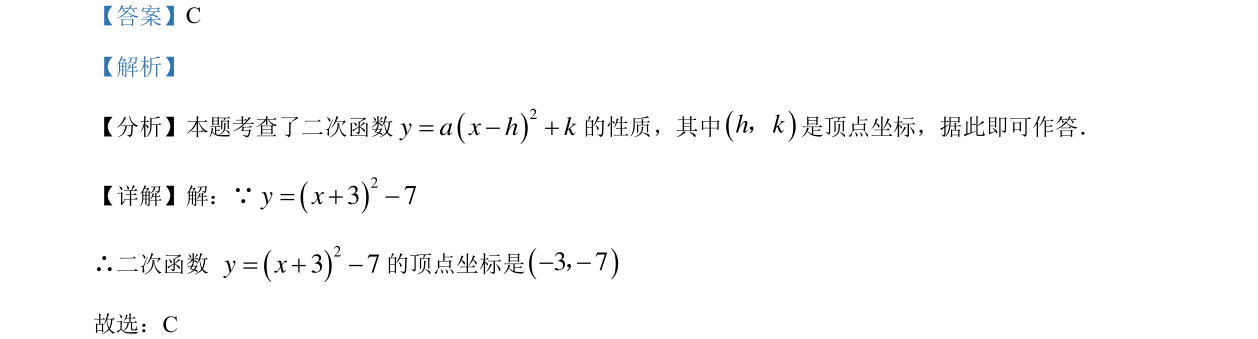 【答案】C
【解析】
【分析】本题考查了二次函数 y=a(x−h)²+k 的性质，其中(h，k)是顶点坐标，据此即可作答．
【详解】解：∵ y=(x+3)²−7
∴二次函数 y=(x+3)²−7 的顶点坐标是(−3,−7)
故选：C